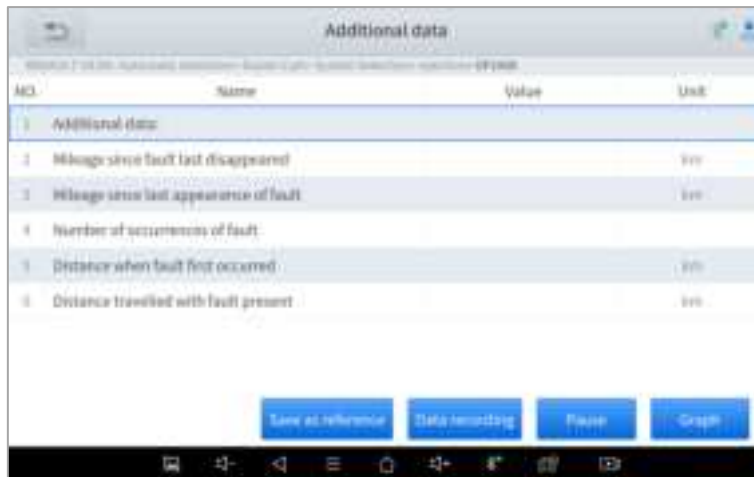 Additional data
NO. Name Value Unit
1 Additional data
2 Mileage since fault last disappeared km
3 Mileage since last appearance of fault km
4 Number of occurrences of fault
5 Distance when fault first occurred km
6 Distance travelled with fault present km
Save as reference Data recording Pause Graph